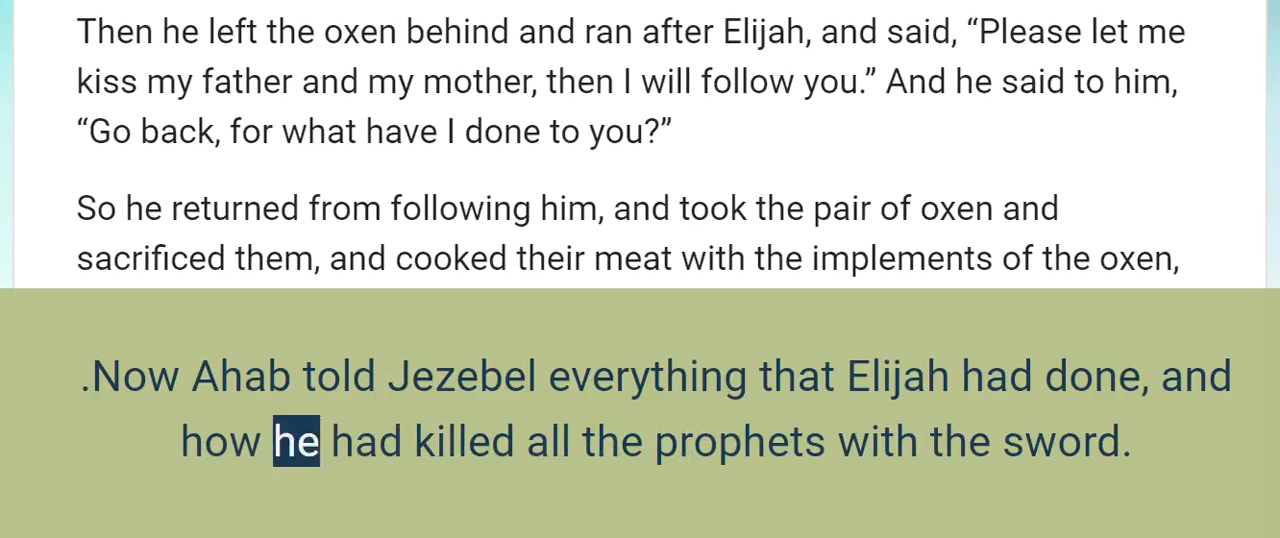 Then he left the oxen behind and ran after Elijah, and said, “Please let me
kiss my father and my mother, then I will follow you.” And he said to him,
“Go back, for what have I done to you?”
So he returned from following him, and took the pair of oxen and
sacrificed them, and cooked their meat with the implements of the oxen,
.Now Ahab told Jezebel everything that Elijah had done, and
how he had killed all the prophets with the sword.